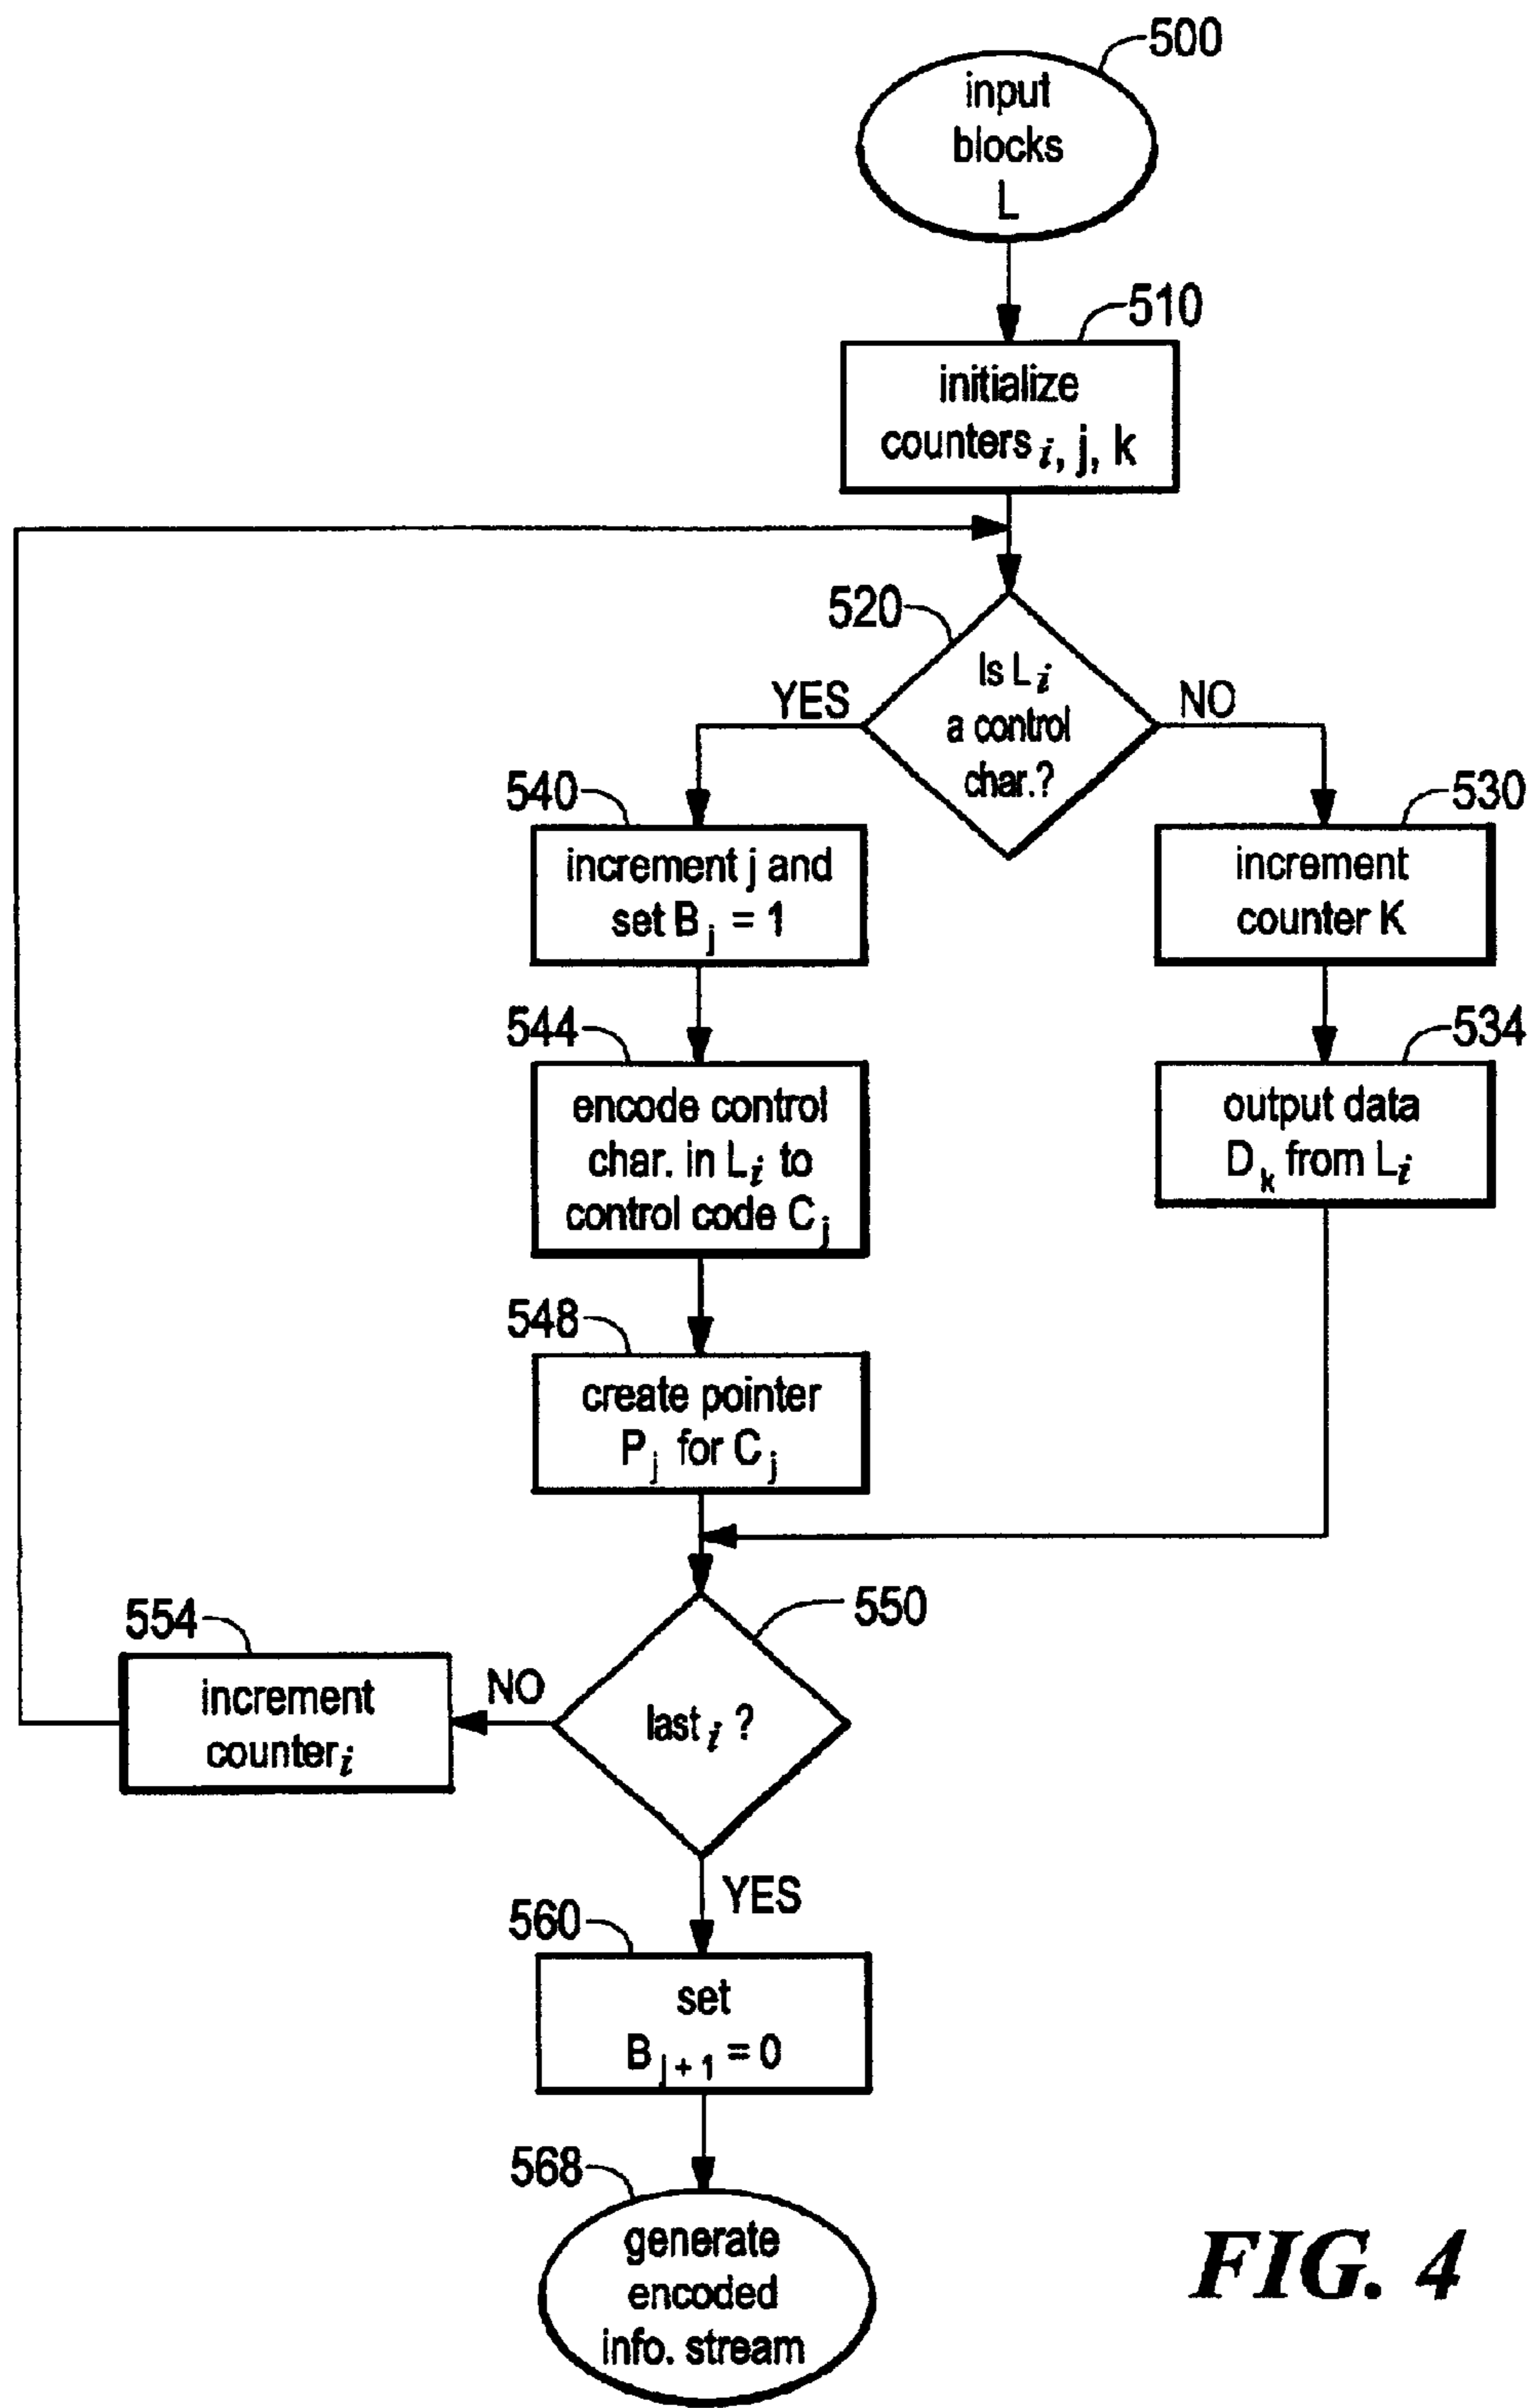 500
input
blocks
L
510
initialize
counters i, j, k
520
Is L i
a control
char.?
YES
NO
540
increment j and
set B j = 1
530
increment
counter K
544
encode control
char. in L i to
control code C j
534
output data
D k from L i
548
create pointer
P j for C j
550
last i ?
554
increment
counter i
NO
YES
560
set
B j + 1 = 0
568
generate
encoded
info. stream
FIG. 4